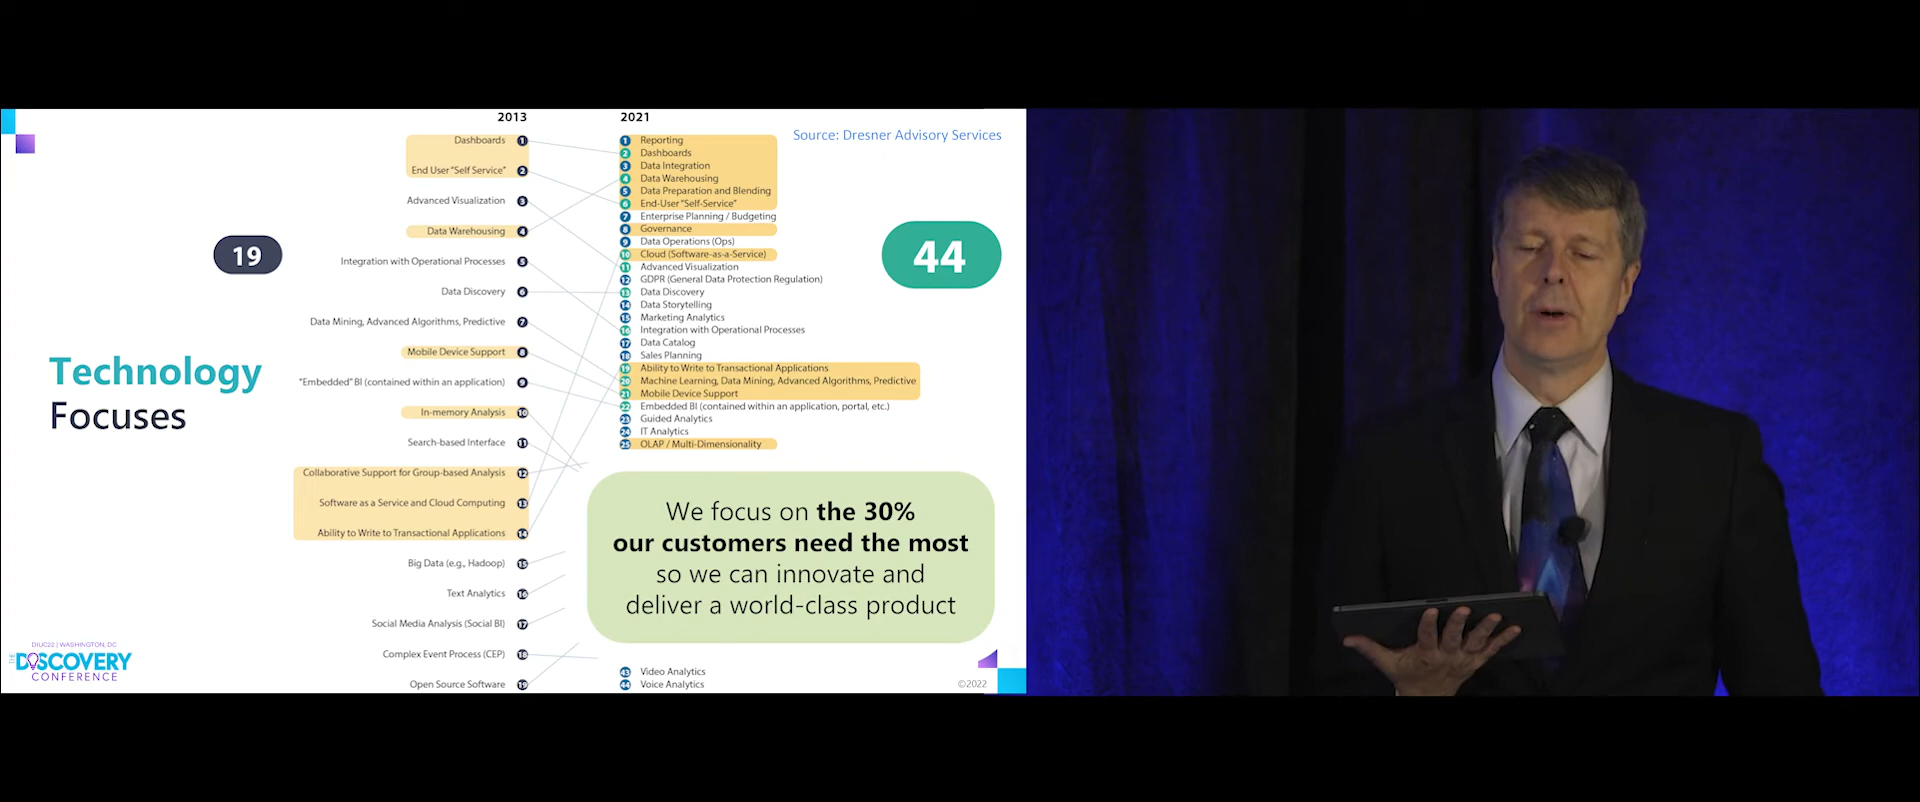 2013
2021
Source: Dresner Advisory Services
19
44
Technology
Focuses
Dashboards 1
End User "Self Service" 2
Advanced Visualization 3
Data Warehousing 4
Integration with Operational Processes 5
Data Discovery 6
Data Mining, Advanced Algorithms, Predictive 7
Mobile Device Support 8
"Embedded" BI (contained within an application) 9
In-memory Analysis 10
Search-based Interface 11
Collaborative Support for Group-based Analysis 12
Software as a Service and Cloud Computing 13
Ability to Write to Transactional Applications 14
Big Data (e.g., Hadoop) 15
Text Analytics 16
Social Media Analysis (Social BI) 17
Complex Event Process (CEP) 18
Open Source Software 19
1 Reporting
2 Dashboards
3 Data Integration
4 Data Warehousing
5 Data Preparation and Blending
6 End-User "Self-Service"
7 Enterprise Planning / Budgeting
8 Governance
9 Data Operations (Ops)
10 Cloud (Software-as-a-Service)
11 Advanced Visualization
12 GDPR (General Data Protection Regulation)
13 Data Discovery
14 Data Storytelling
15 Marketing Analytics
16 Integration with Operational Processes
17 Data Catalog
18 Sales Planning
19 Ability to Write to Transactional Applications
20 Machine Learning, Data Mining, Advanced Algorithms, Predictive
21 Mobile Device Support
22 Embedded BI (contained within an application, portal, etc.)
23 Guided Analytics
24 IT Analytics
25 OLAP / Multi-Dimensionality
We focus on the 30%
our customers need the most
so we can innovate and
deliver a world-class product
43 Video Analytics
44 Voice Analytics
DIUC22 | WASHINGTON, DC
THE DISCOVERY
CONFERENCE
©2022